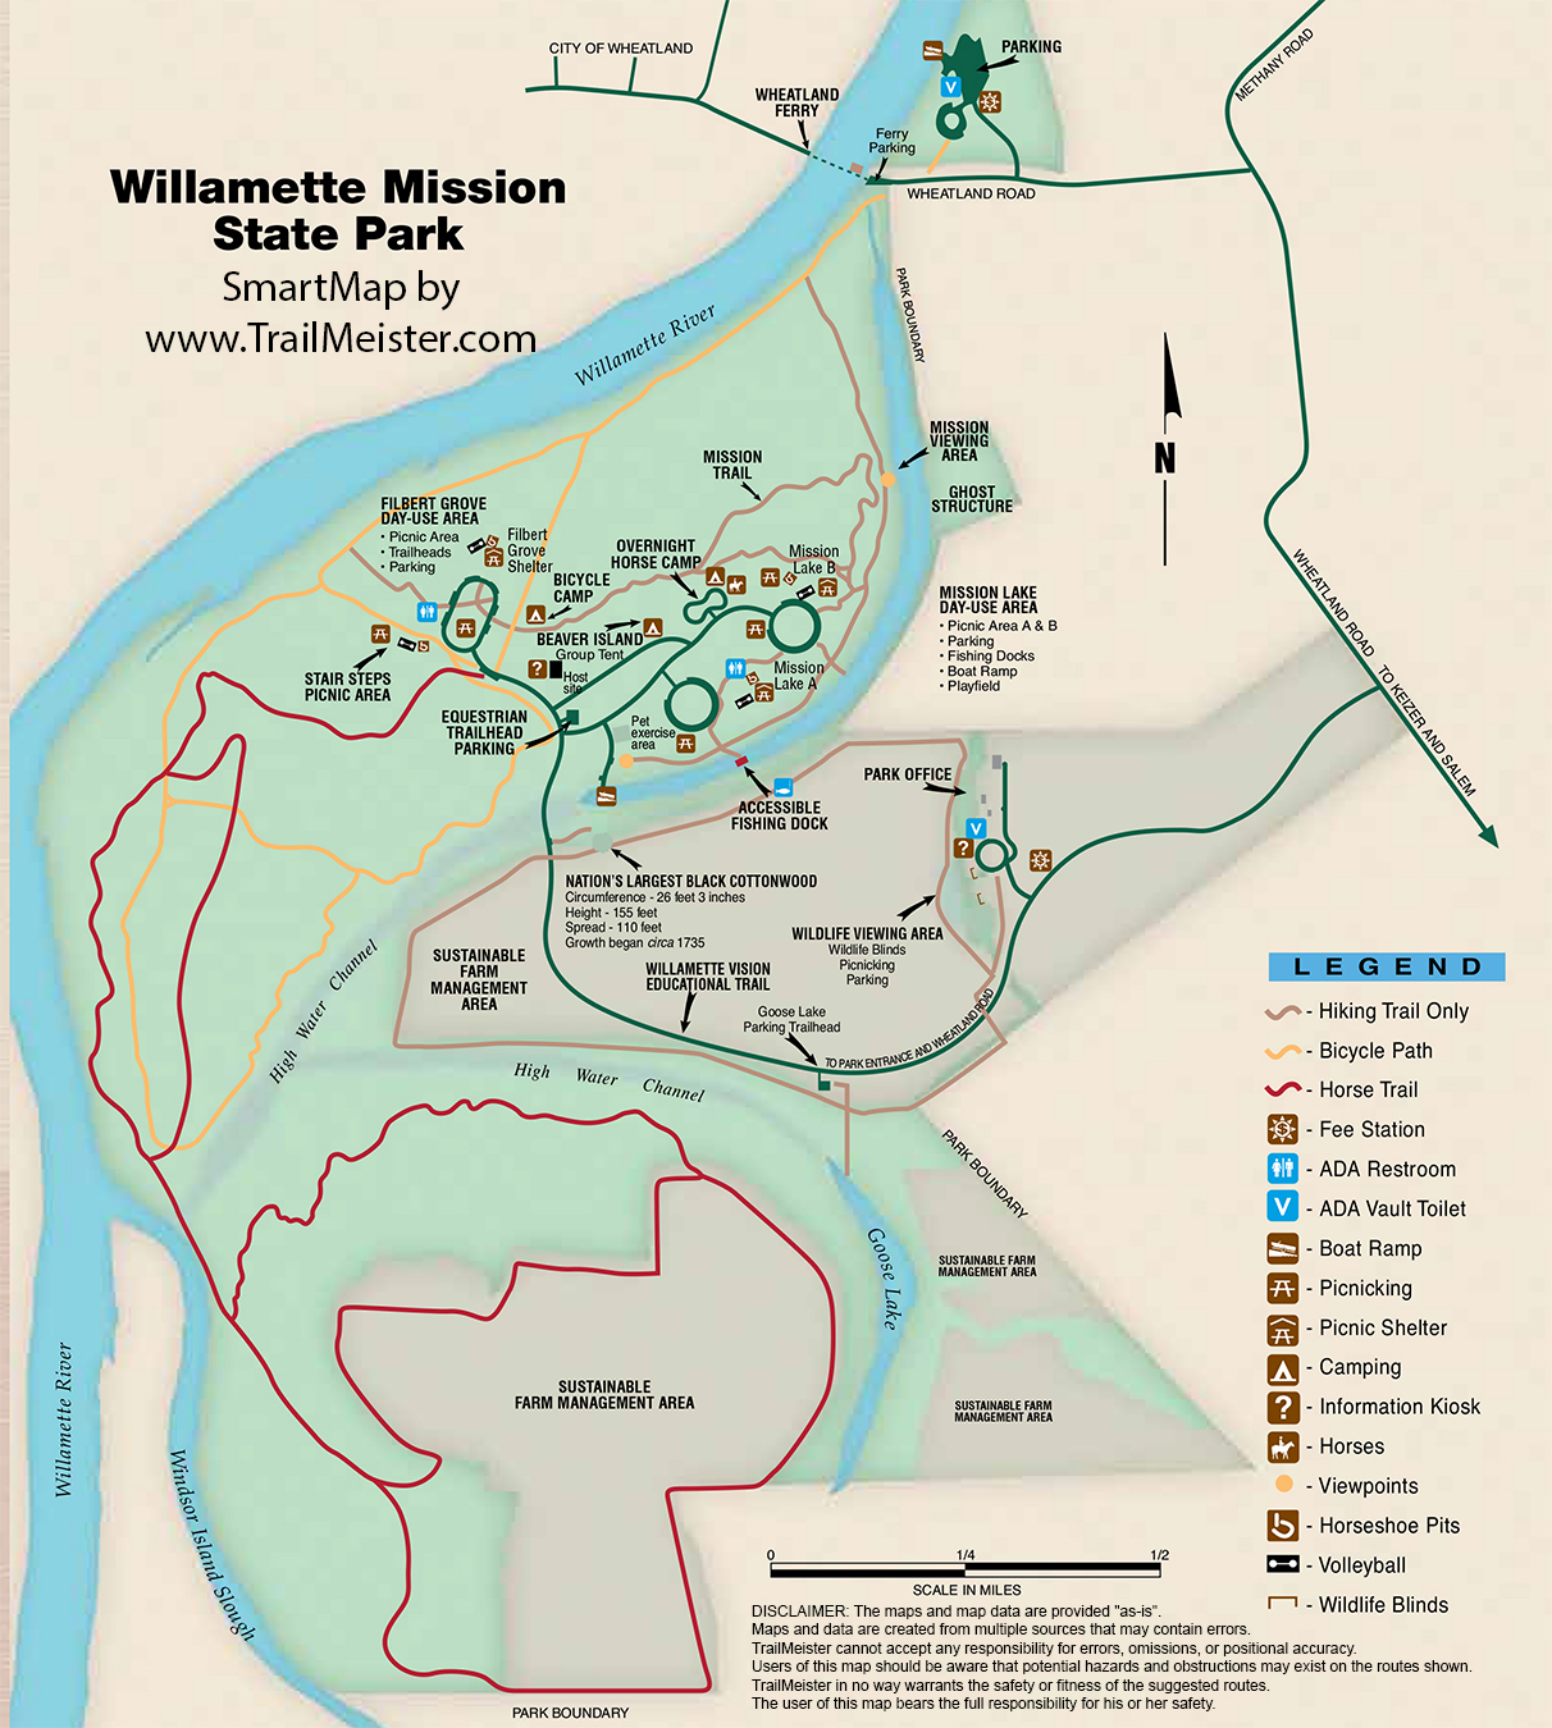 CITY OF WHEATLAND
PARKING
METHANY ROAD
WHEATLAND
FERRY
V
Ferry
Parking
WHEATLAND ROAD
Willamette Mission
State Park
SmartMap by
www.TrailMeister.com
Willamette River
PARK BOUNDARY
N
MISSION
VIEWING
AREA
GHOST
STRUCTURE
MISSION
TRAIL
FILBERT GROVE
DAY-USE AREA
• Picnic Area
• Trailheads
• Parking
Filbert
Grove
Shelter
OVERNIGHT
HORSE CAMP
Mission
Lake B
BICYCLE
CAMP
BEAVER ISLAND
Group Tent
MISSION LAKE
DAY-USE AREA
• Picnic Area A & B
• Parking
• Fishing Docks
• Boat Ramp
• Playfield
WHEATLAND ROAD TO KEIZER AND SALEM
STAIR STEPS
PICNIC AREA
?
Host
site
Mission
Lake A
EQUESTRIAN
TRAILHEAD
PARKING
Pet
exercise
area
PARK OFFICE
ACCESSIBLE
FISHING DOCK
V
?
NATION'S LARGEST BLACK COTTONWOOD
Circumference - 26 feet 3 inches
Height - 155 feet
Spread - 110 feet
Growth began circa 1735
WILDLIFE VIEWING AREA
Wildlife Blinds
Picnicking
Parking
High Water Channel
SUSTAINABLE
FARM
MANAGEMENT
AREA
WILLAMETTE VISION
EDUCATIONAL TRAIL
Goose Lake
Parking Trailhead
TO PARK ENTRANCE AND WHEATLAND ROAD
High Water Channel
PARK BOUNDARY
Goose Lake
SUSTAINABLE FARM
MANAGEMENT AREA
SUSTAINABLE
FARM MANAGEMENT AREA
SUSTAINABLE FARM
MANAGEMENT AREA
Willamette River
Windsor Island Slough
PARK BOUNDARY
LEGEND
- Hiking Trail Only
- Bicycle Path
- Horse Trail
- Fee Station
- ADA Restroom
V - ADA Vault Toilet
- Boat Ramp
- Picnicking
- Picnic Shelter
- Camping
? - Information Kiosk
- Horses
- Viewpoints
- Horseshoe Pits
- Volleyball
- Wildlife Blinds
0 1/4 1/2
SCALE IN MILES
DISCLAIMER: The maps and map data are provided "as-is".
Maps and data are created from multiple sources that may contain errors.
TrailMeister cannot accept any responsibility for errors, omissions, or positional accuracy.
Users of this map should be aware that potential hazards and obstructions may exist on the routes shown.
TrailMeister in no way warrants the safety or fitness of the suggested routes.
The user of this map bears the full responsibility for his or her safety.